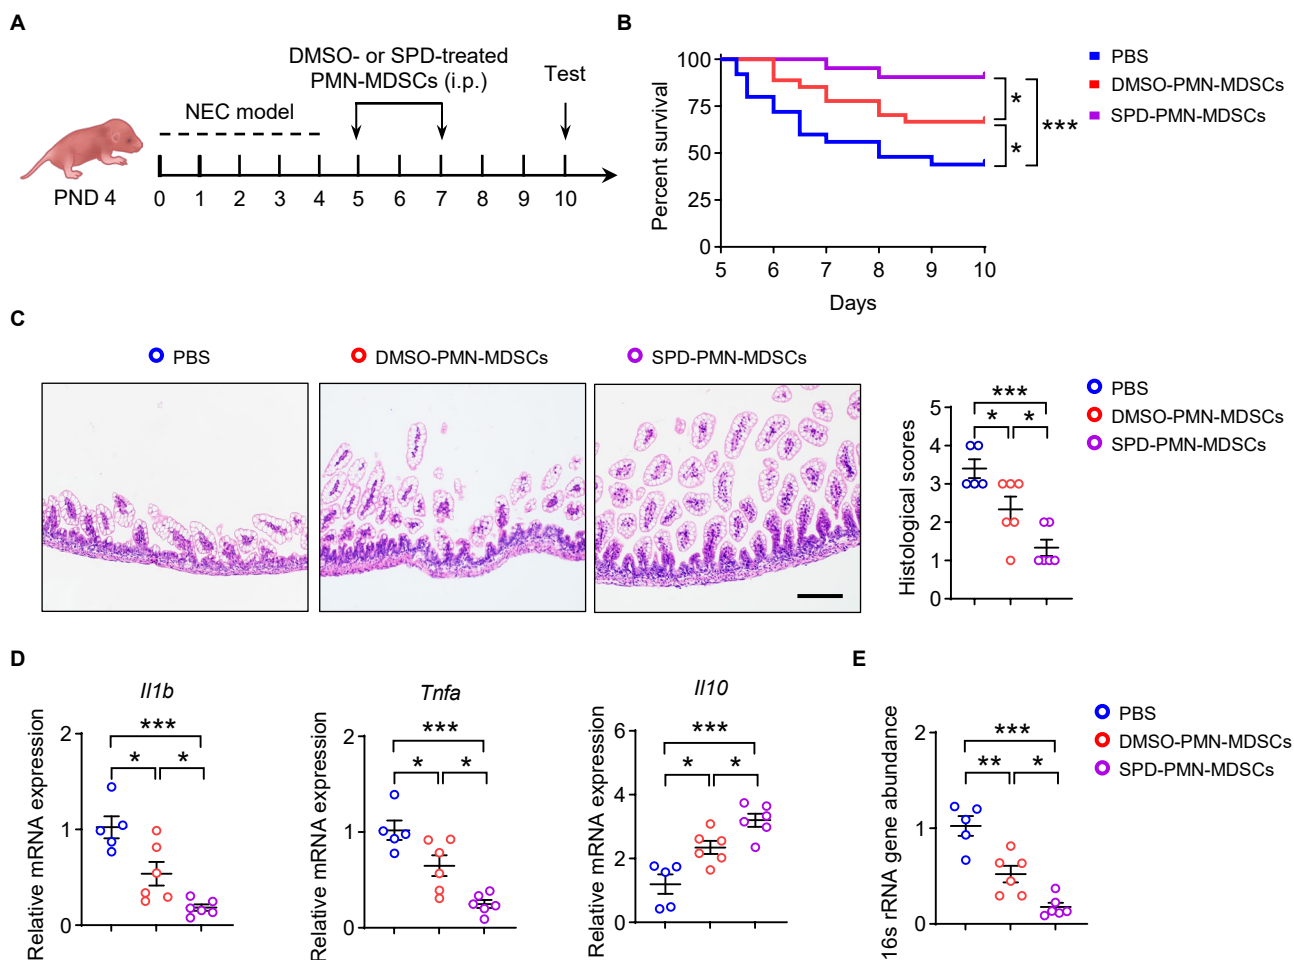 A
DMSO- or SPD-treated
PMN-MDSCs (i.p.)
Test
NEC model
PND 4
0 1 2 3 4 5 6 7 8 9 10
B
Percent survival
100
75
50
25
0
5 6 7 8 9 10
Days
PBS
DMSO-PMN-MDSCs
SPD-PMN-MDSCs
*
*
***
C
PBS
DMSO-PMN-MDSCs
SPD-PMN-MDSCs
Histological scores
5
4
3
2
1
0
***
* *
PBS
DMSO-PMN-MDSCs
SPD-PMN-MDSCs
D
Il1b
Relative mRNA expression
2
1
0
***
* *
Tnfa
Relative mRNA expression
2
1
0
***
* *
Il10
Relative mRNA expression
6
4
2
0
***
* *
E
16s rRNA gene abundance
2
1
0
***
** *
PBS
DMSO-PMN-MDSCs
SPD-PMN-MDSCs